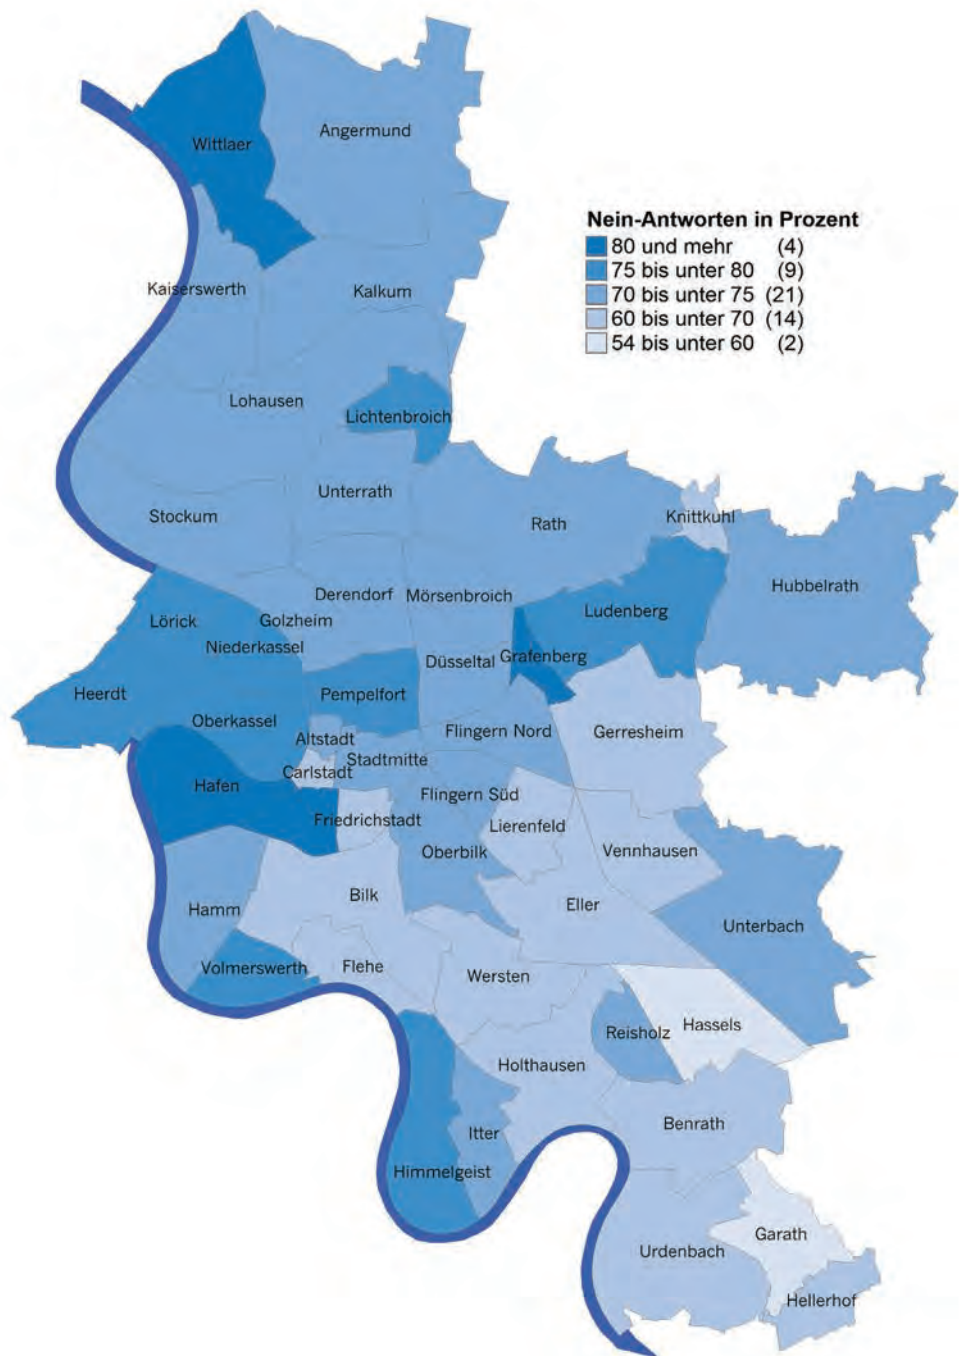 Wittlaer
Angermund
Nein-Antworten in Prozent
80 und mehr (4)
75 bis unter 80 (9)
70 bis unter 75 (21)
60 bis unter 70 (14)
54 bis unter 60 (2)
Kaiserswerth
Kalkum
Lohausen
Lichtenbroich
Unterrath
Stockum
Rath
Knittkuhl
Hubbelrath
Derendorf
Mörsenbroich
Ludenberg
Lörick
Golzheim
Niederkassel
Düsseltal
Grafenberg
Heerdt
Pempelfort
Oberkassel
Altstadt
Flingern Nord
Gerresheim
Stadtmitte
Carlstadt
Hafen
Flingern Süd
Friedrichstadt
Lierenfeld
Oberbilk
Vennhausen
Bilk
Eller
Hamm
Unterbach
Volmerswerth
Flehe
Wersten
Reisholz
Hassels
Holthausen
Benrath
Itter
Himmelgeist
Garath
Urdenbach
Hellerhof